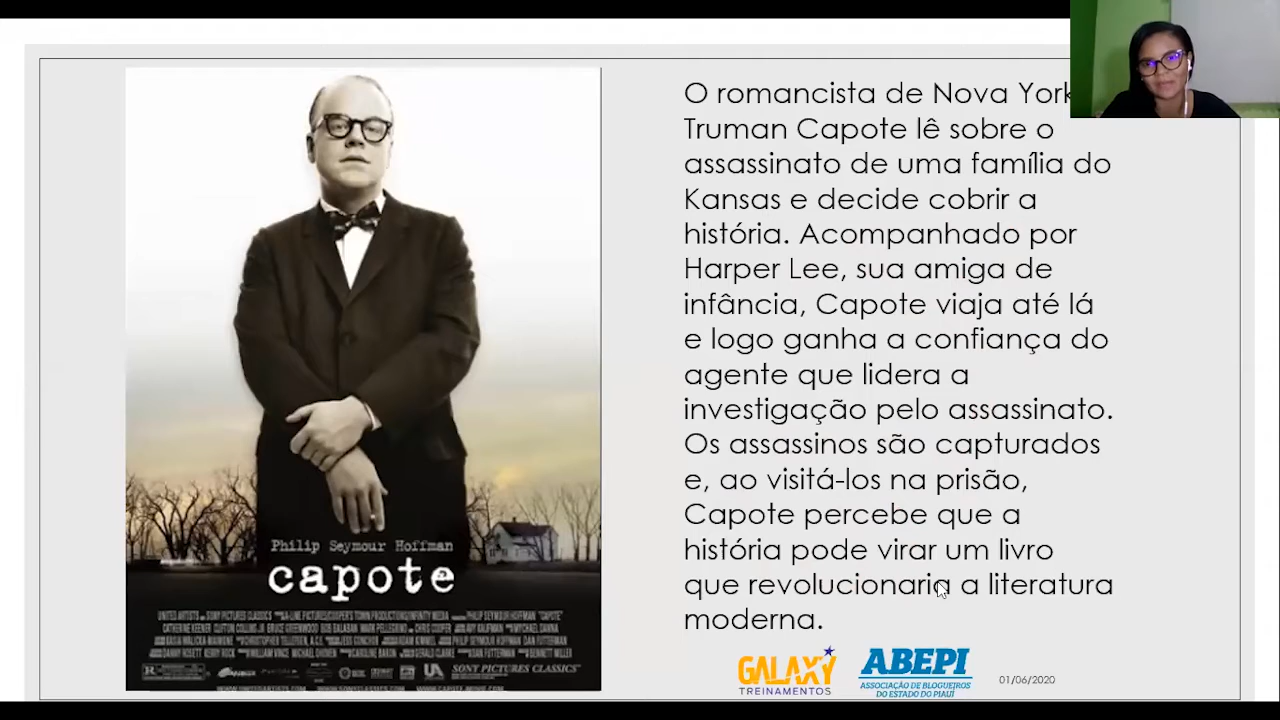 O romancista de Nova York
Truman Capote lê sobre o
assassinato de uma família do
Kansas e decide cobrir a
história. Acompanhado por
Harper Lee, sua amiga de
infância, Capote viaja até lá
e logo ganha a confiança do
agente que lidera a
investigação pelo assassinato.
Os assassinos são capturados
e, ao visitá-los na prisão,
Capote percebe que a
história pode virar um livro
que revolucionaria a literatura
moderna.
Philip Seymour Hoffman
capote
SONY PICTURES CLASSICS
GALAXY
TREINAMENTOS
ABEPI
ASSOCIAÇÃO DE BLOGUEIROS
DO ESTADO DO PIAUÍ
01/06/2020